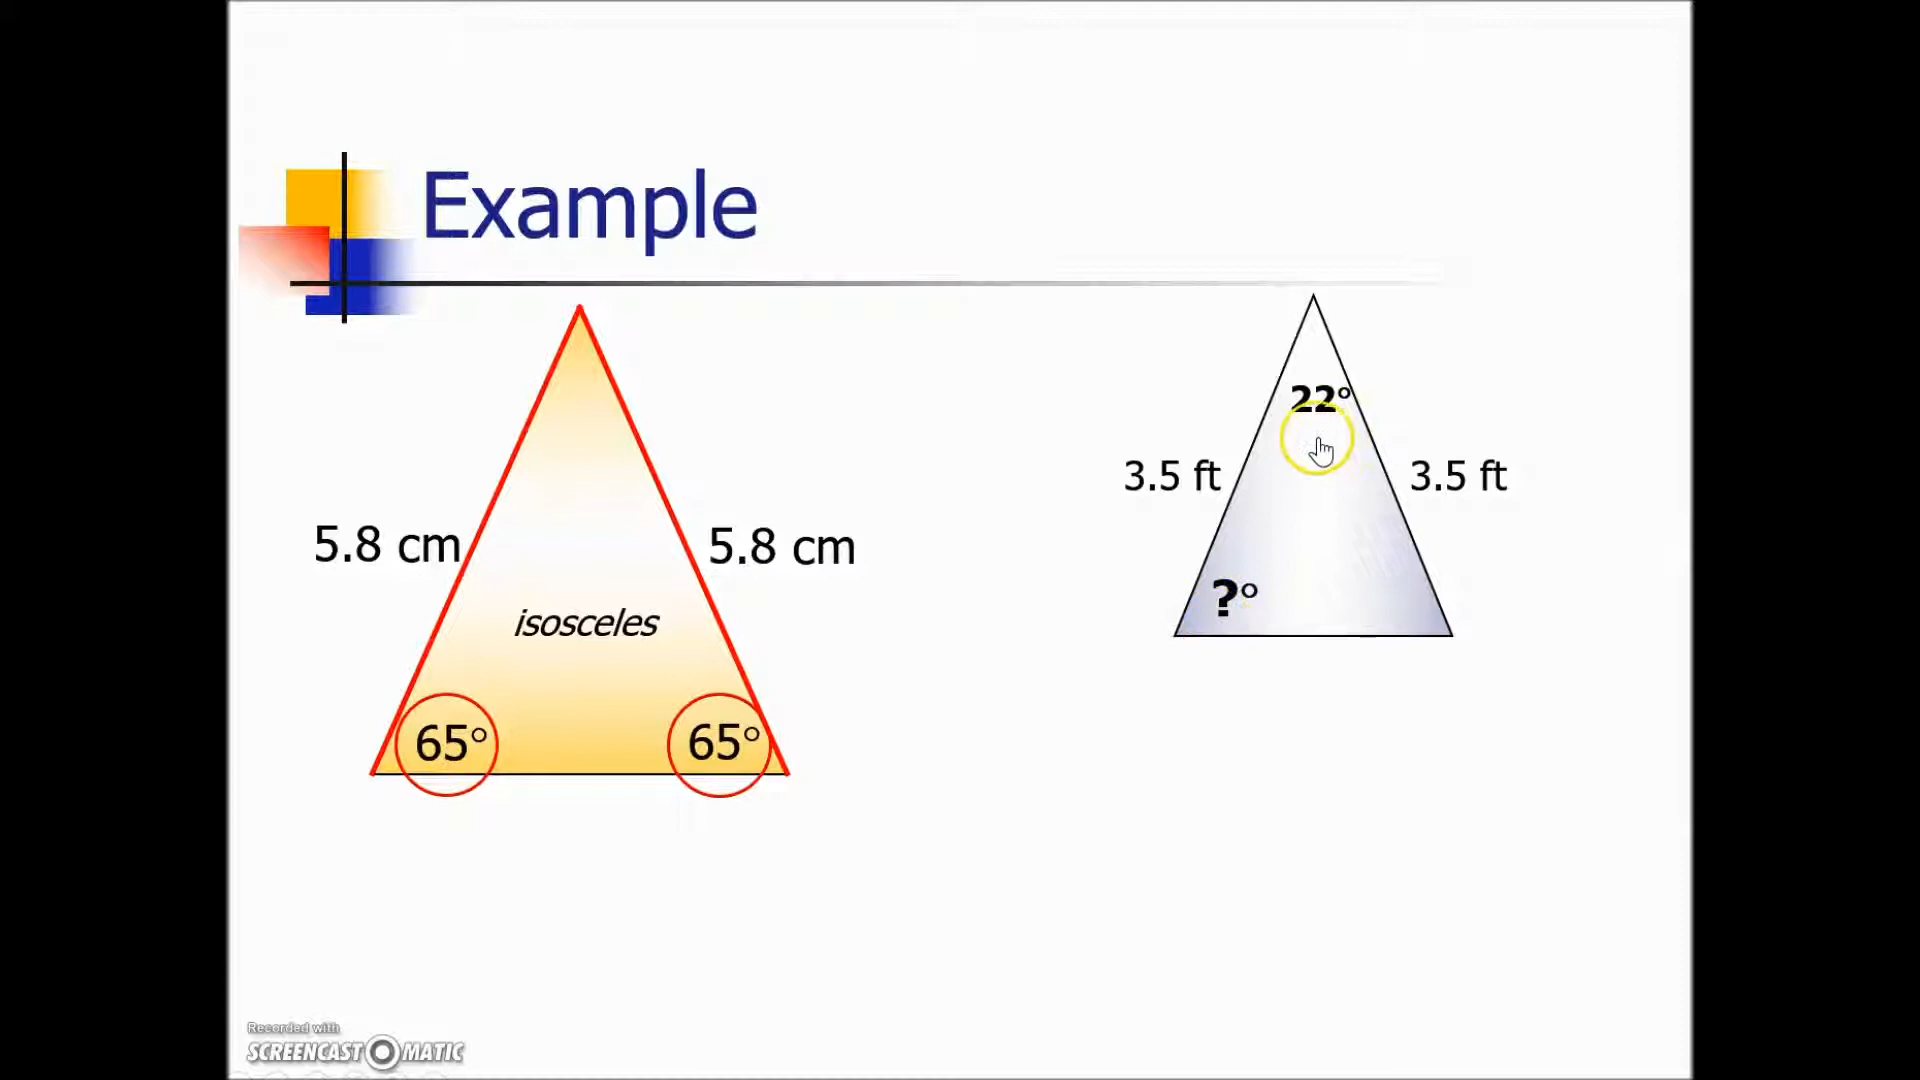 Example
22°
3.5 ft
3.5 ft
5.8 cm
5.8 cm
?°
isosceles
65°
65°
Recorded with
SCREENCAST MATIC